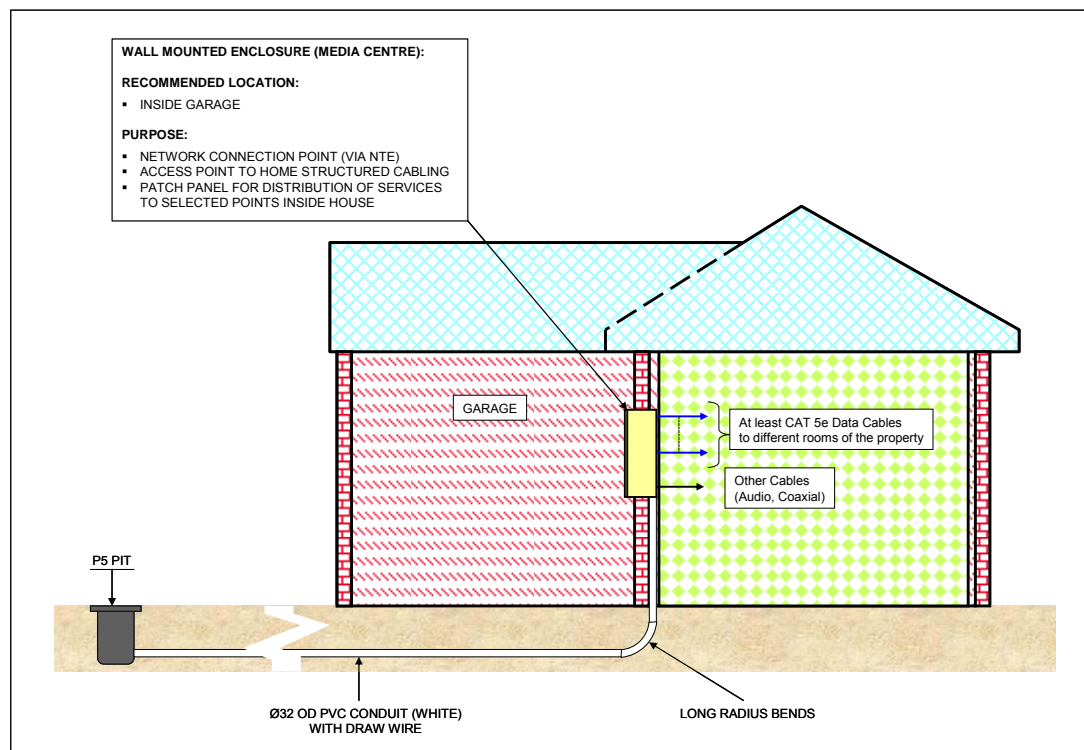 WALL MOUNTED ENCLOSURE (MEDIA CENTRE):
RECOMMENDED LOCATION:
▪ INSIDE GARAGE
PURPOSE:
▪ NETWORK CONNECTION POINT (VIA NTE)
▪ ACCESS POINT TO HOME STRUCTURED CABLING
▪ PATCH PANEL FOR DISTRIBUTION OF SERVICES
TO SELECTED POINTS INSIDE HOUSE
GARAGE
At least CAT 5e Data Cables
to different rooms of the property
Other Cables
(Audio, Coaxial)
P5 PIT
Ø32 OD PVC CONDUIT (WHITE)
WITH DRAW WIRE
LONG RADIUS BENDS